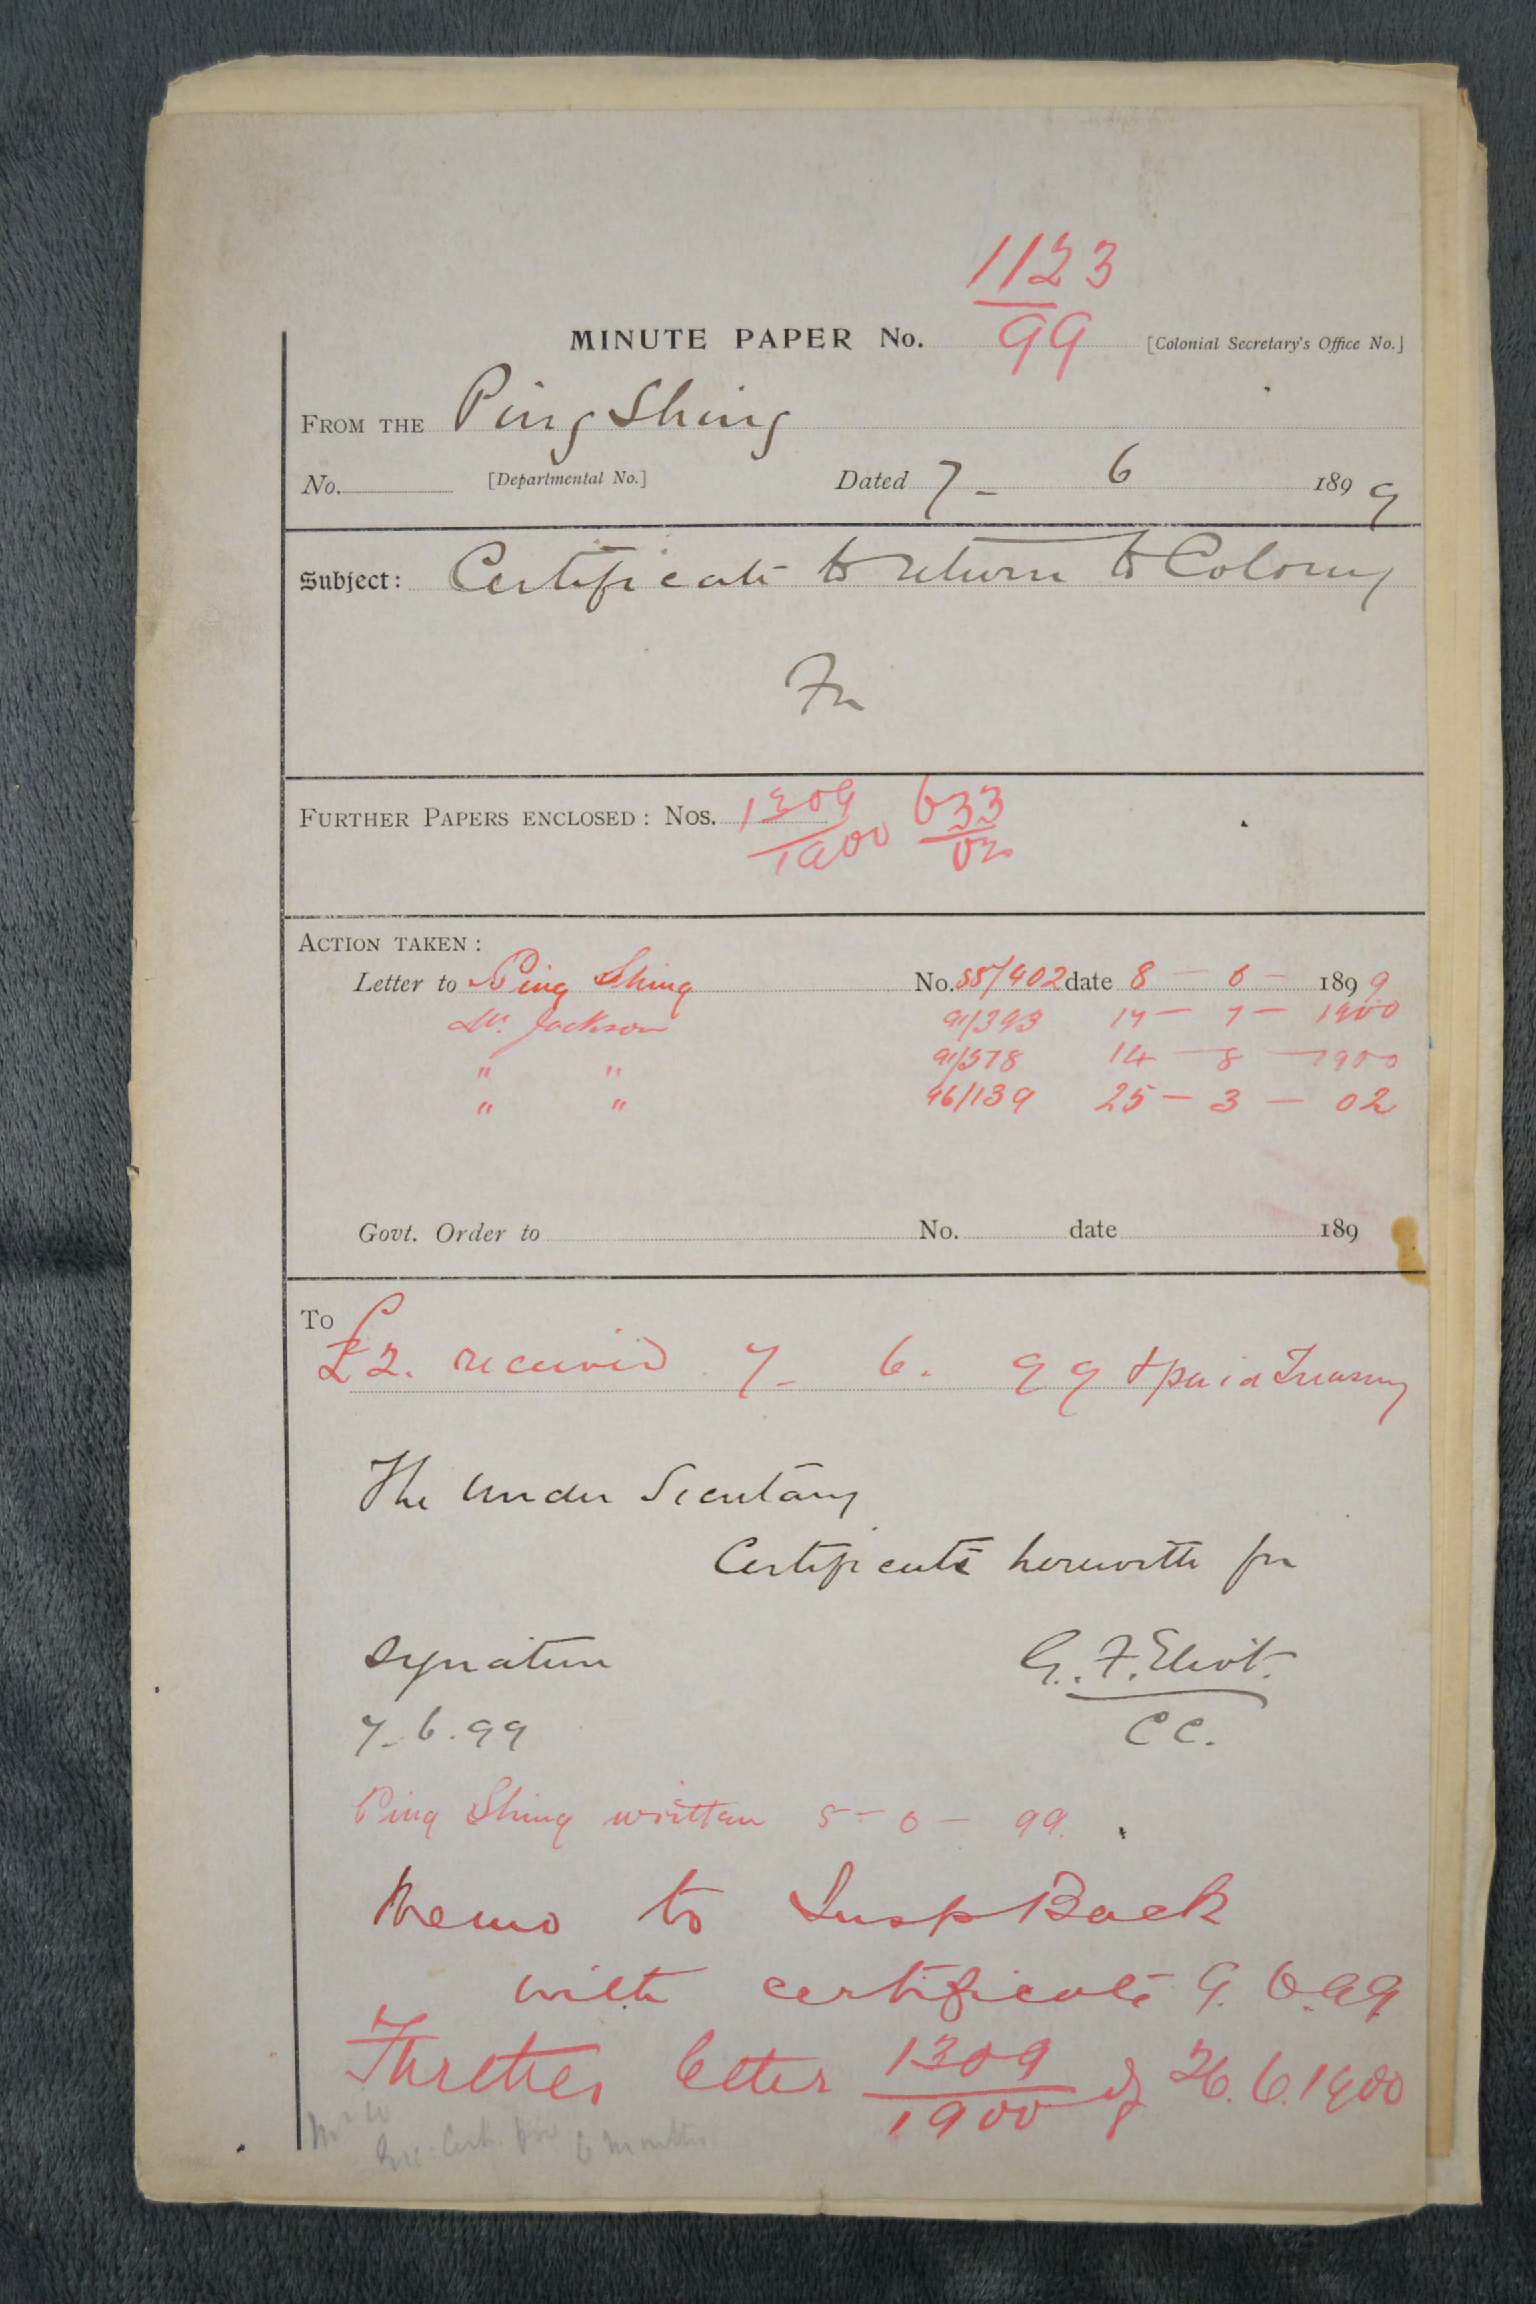 1123
MINUTE PAPER No. 99 [Colonial Secretary's Office No.]
FROM THE Ping Shing
No. [Departmental No.] Dated 7 - 6 1899
Subject: Certificate to return to Colony
For
FURTHER PAPERS ENCLOSED: Nos. 1309/1900 633/02
ACTION TAKEN:
Letter to Ping Shing No. 88/402 date 8 - 6 - 1899
Mr. Jackson 91/393 17 - 7 - 1900
" " 91/578 14 - 8 - 1900
" " 96/139 25 - 3 - 02
Govt. Order to No. date 189
To
£2. received 7 - 6. 99 & paid Treasury
The Under Secretary
Certificate herewith for
signature G. F. Eliot.
7. 6. 99 CC.
Ping Shing written 8 - 6 - 99.
Memo to Insp Back
with certificate 9. 6. 99
Further letter 1309/1900 of 26. 6. 1900
6 months